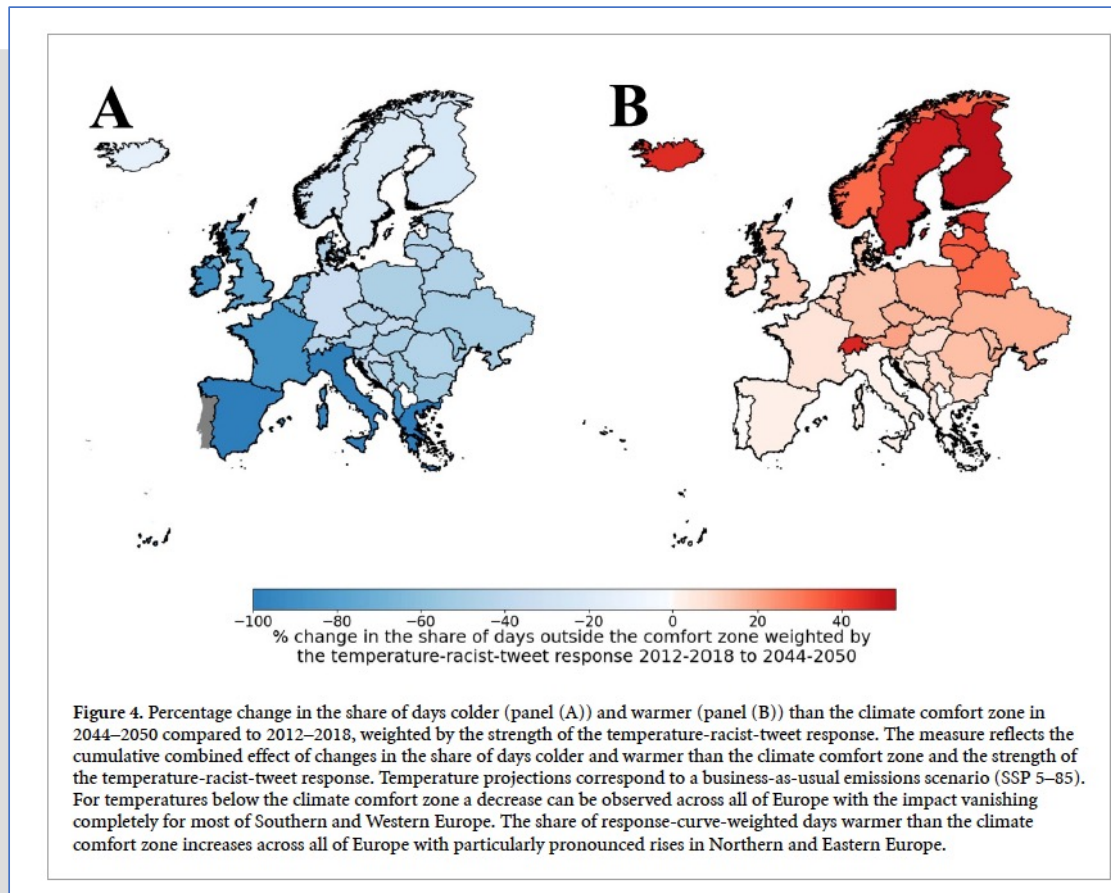 A
B
−100 −80 −60 −40 −20 0 20 40
% change in the share of days outside the comfort zone weighted by
the temperature-racist-tweet response 2012-2018 to 2044-2050
Figure 4. Percentage change in the share of days colder (panel (A)) and warmer (panel (B)) than the climate comfort zone in
2044–2050 compared to 2012–2018, weighted by the strength of the temperature-racist-tweet response. The measure reflects the
cumulative combined effect of changes in the share of days colder and warmer than the climate comfort zone and the strength of
the temperature-racist-tweet response. Temperature projections correspond to a business-as-usual emissions scenario (SSP 5–85).
For temperatures below the climate comfort zone a decrease can be observed across all of Europe with the impact vanishing
completely for most of Southern and Western Europe. The share of response-curve-weighted days warmer than the climate
comfort zone increases across all of Europe with particularly pronounced rises in Northern and Eastern Europe.